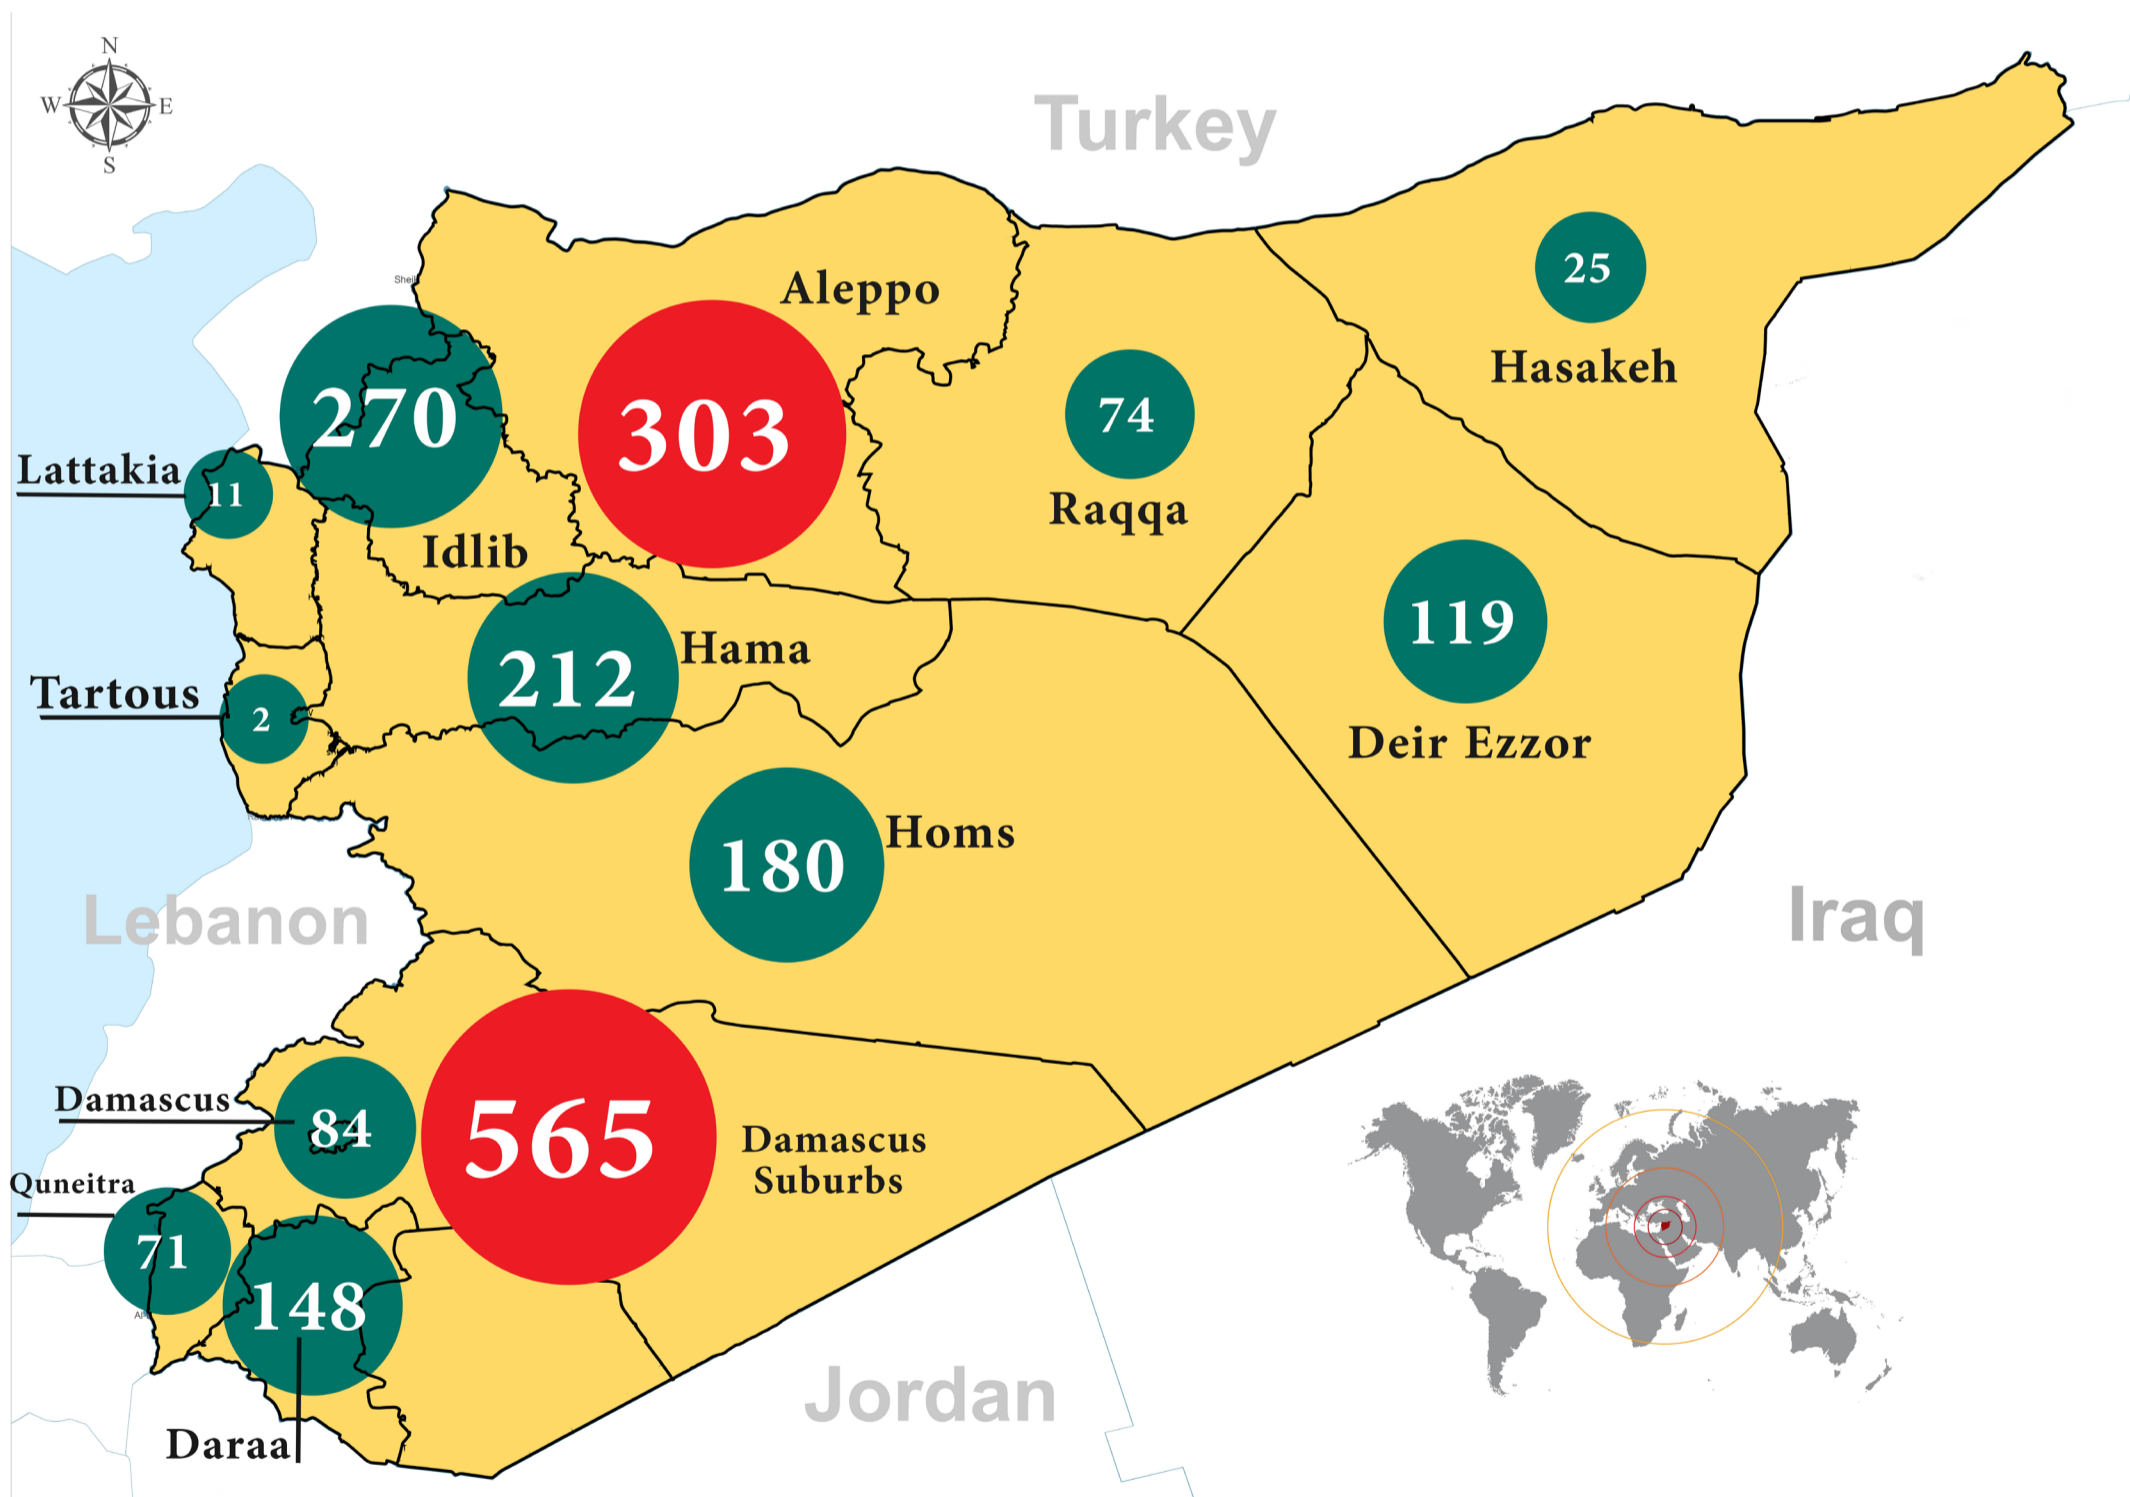 N
W E
S
Turkey
Aleppo
25
Hasakeh
270
303
74
Raqqa
Lattakia
11
Idlib
119
Deir Ezzor
212
Hama
Tartous
2
180
Homs
Lebanon
Iraq
565
Damascus
Suburbs
Damascus
84
Quneitra
71
148
Daraa
Jordan